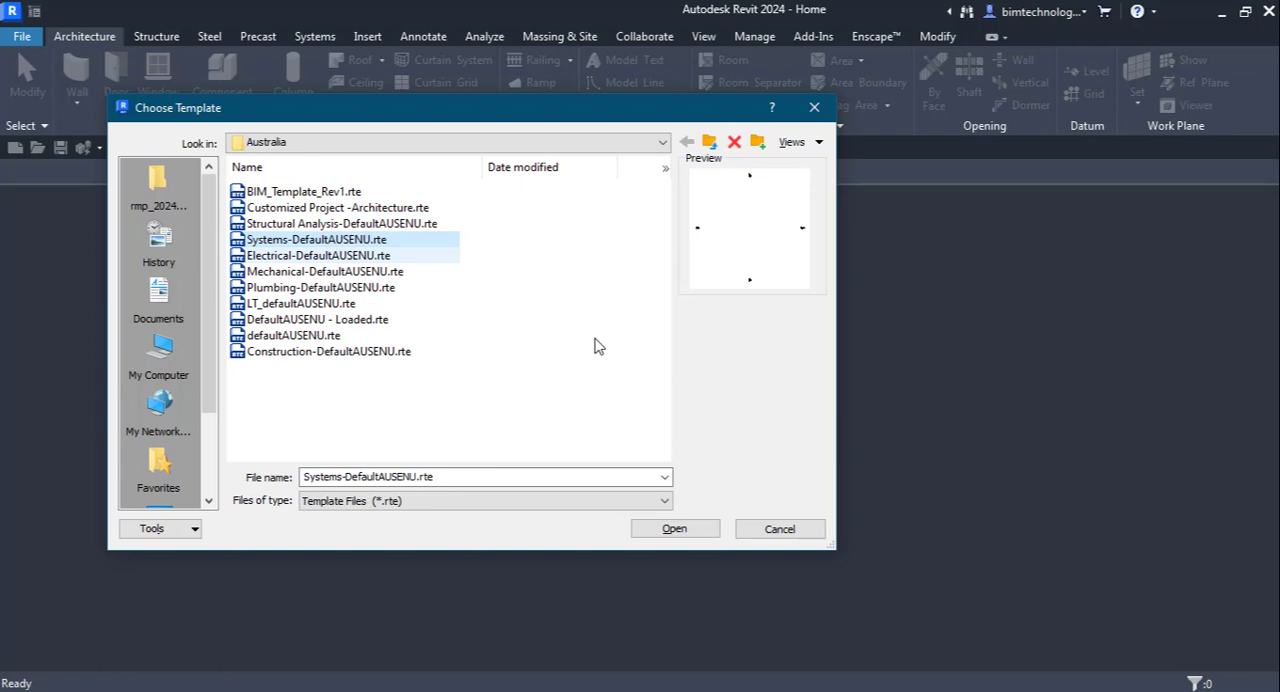 R
Autodesk Revit 2024 - Home
bimtechnolog...
?
File
Architecture
Structure
Steel
Precast
Systems
Insert
Annotate
Analyze
Massing & Site
Collaborate
View
Manage
Add-Ins
Enscape™
Modify
Modify
Wall
Door
Window
Component
Column
Roof
Ceiling
Curtain System
Curtain Grid
Railing
Ramp
Model Text
Model Line
Room
Room Separator
Area
Area Boundary
Tag Area
By Face
Shaft
Wall
Vertical
Dormer
Level
Grid
Set
Show
Ref Plane
Viewer
Select
Opening
Datum
Work Plane
R
Choose Template
?
Look in:
Australia
Views
Name
Date modified
»
Preview
rmp_2024...
History
Documents
My Computer
My Network...
Favorites
BIM_Template_Rev1.rte
Customized Project -Architecture.rte
Structural Analysis-DefaultAUSENU.rte
Systems-DefaultAUSENU.rte
Electrical-DefaultAUSENU.rte
Mechanical-DefaultAUSENU.rte
Plumbing-DefaultAUSENU.rte
LT_defaultAUSENU.rte
DefaultAUSENU - Loaded.rte
defaultAUSENU.rte
Construction-DefaultAUSENU.rte
File name:
Systems-DefaultAUSENU.rte
Files of type:
Template Files (*.rte)
Tools
Open
Cancel
Ready
:0